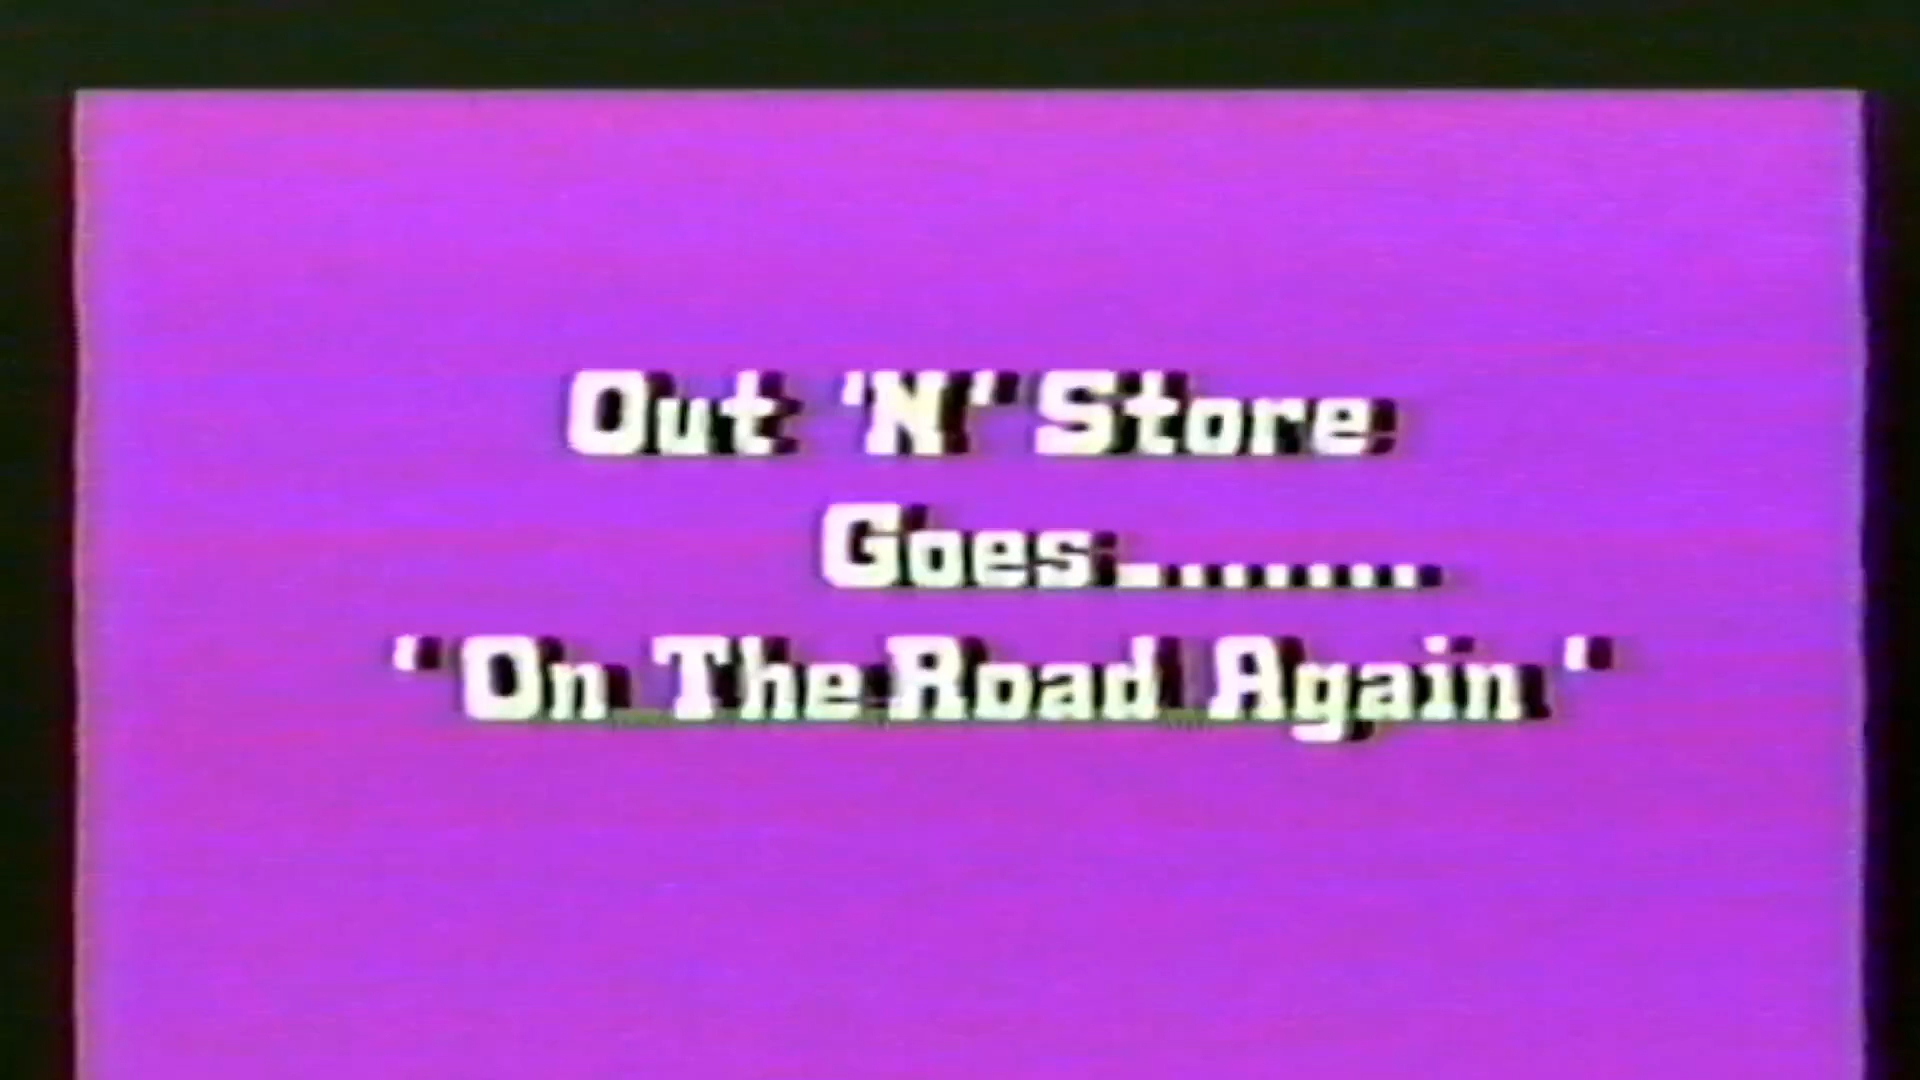 Out 'N' Store
Goes.........
"On The Road Again"